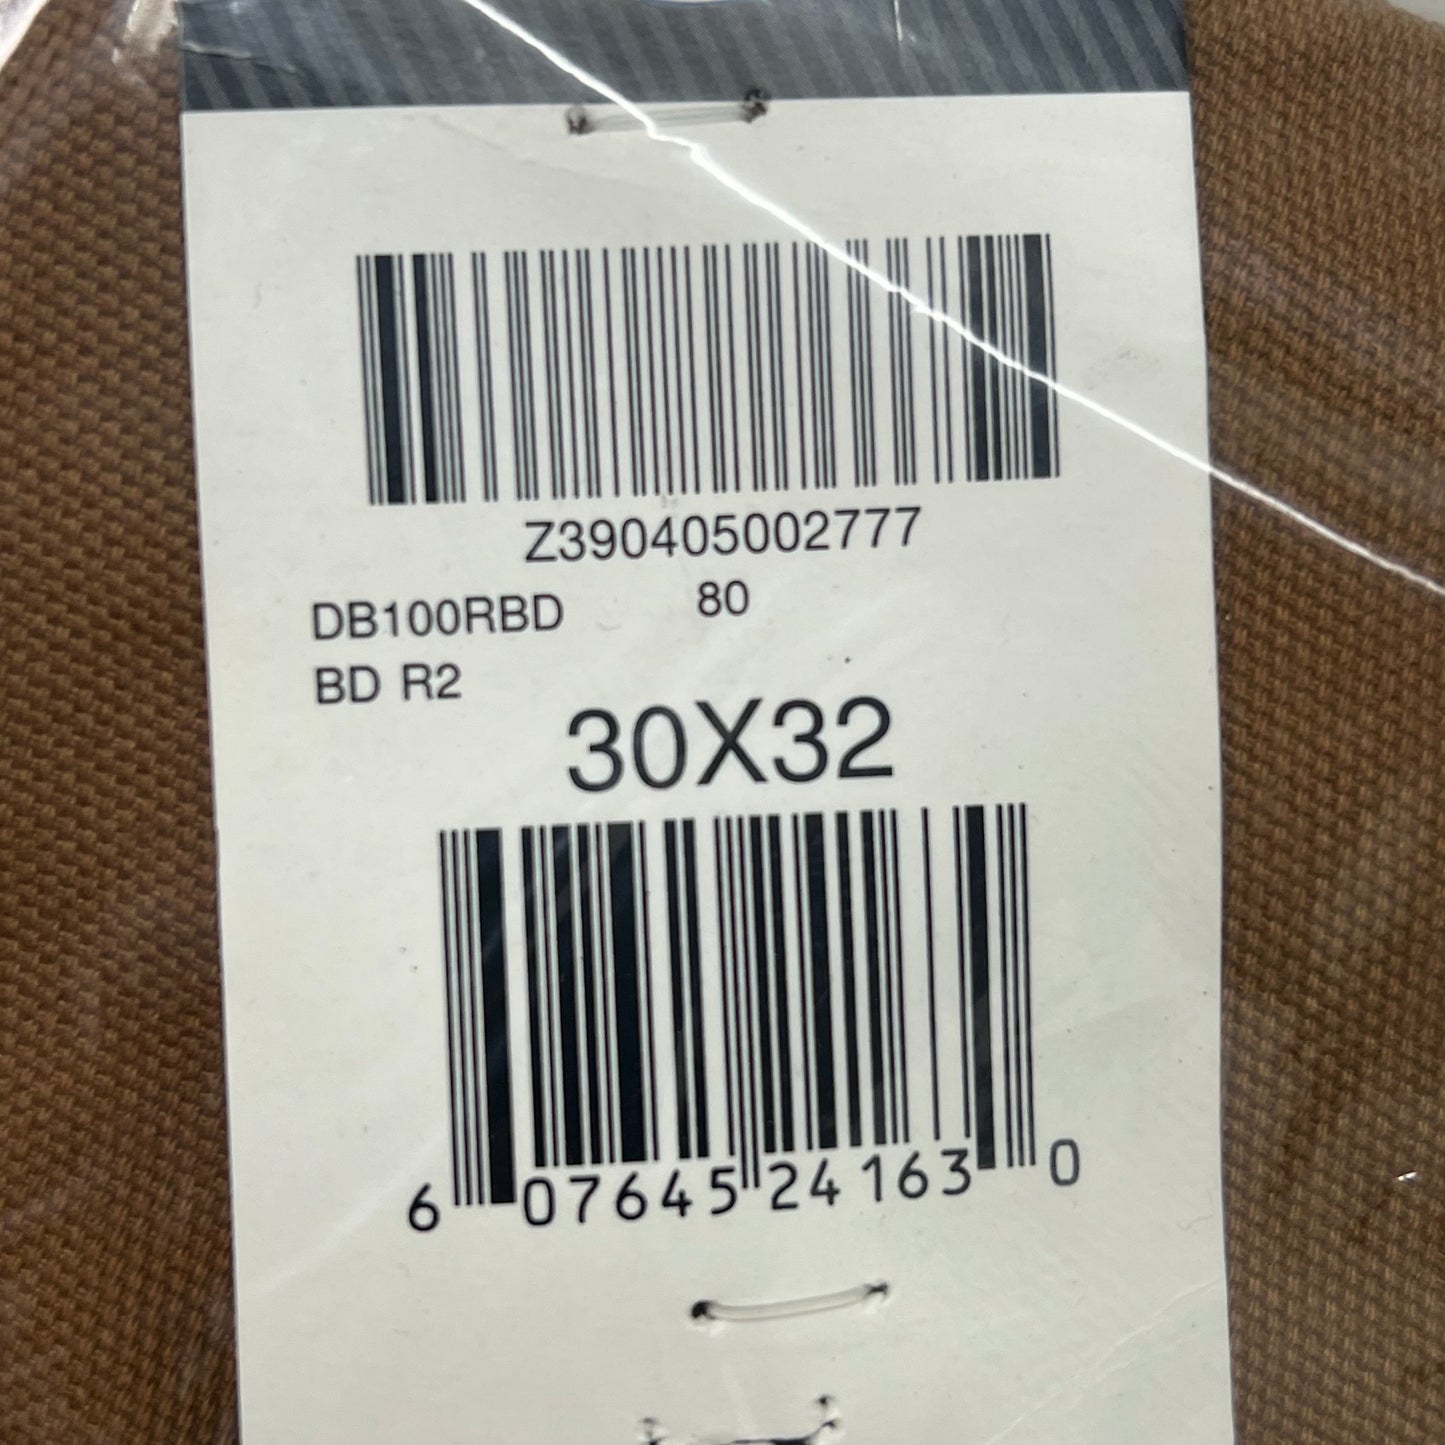 Z390405002777
DB100RBD 80
BD R2
30X32
6 07645 24163 0